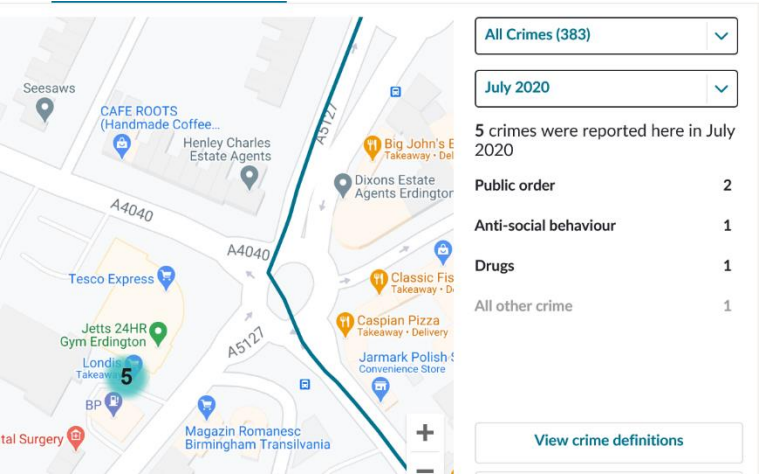 Seesaws
CAFE ROOTS
(Handmade Coffee...
Henley Charles
Estate Agents
A5127
Big John's E
Takeaway • Del
Dixons Estate
Agents Erdington
A4040
A4040
Tesco Express
Classic Fis
Takeaway • D
Jetts 24HR
Gym Erdington
Caspian Pizza
Takeaway • Delivery
A5127
Londis
Takeaw
5
Jarmark Polish S
Convenience Store
BP
tal Surgery
Magazin Romanesc
Birmingham Transilvania
+
−
All Crimes (383)
July 2020
5 crimes were reported here in July
2020
Public order 2
Anti-social behaviour 1
Drugs 1
All other crime 1
View crime definitions